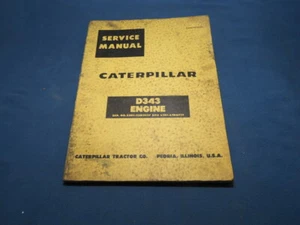 SERVICE
MANUAL
CATERPILLAR
D343
ENGINE
CATERPILLAR TRACTOR CO. PEORIA, ILLINOIS, U.S.A.